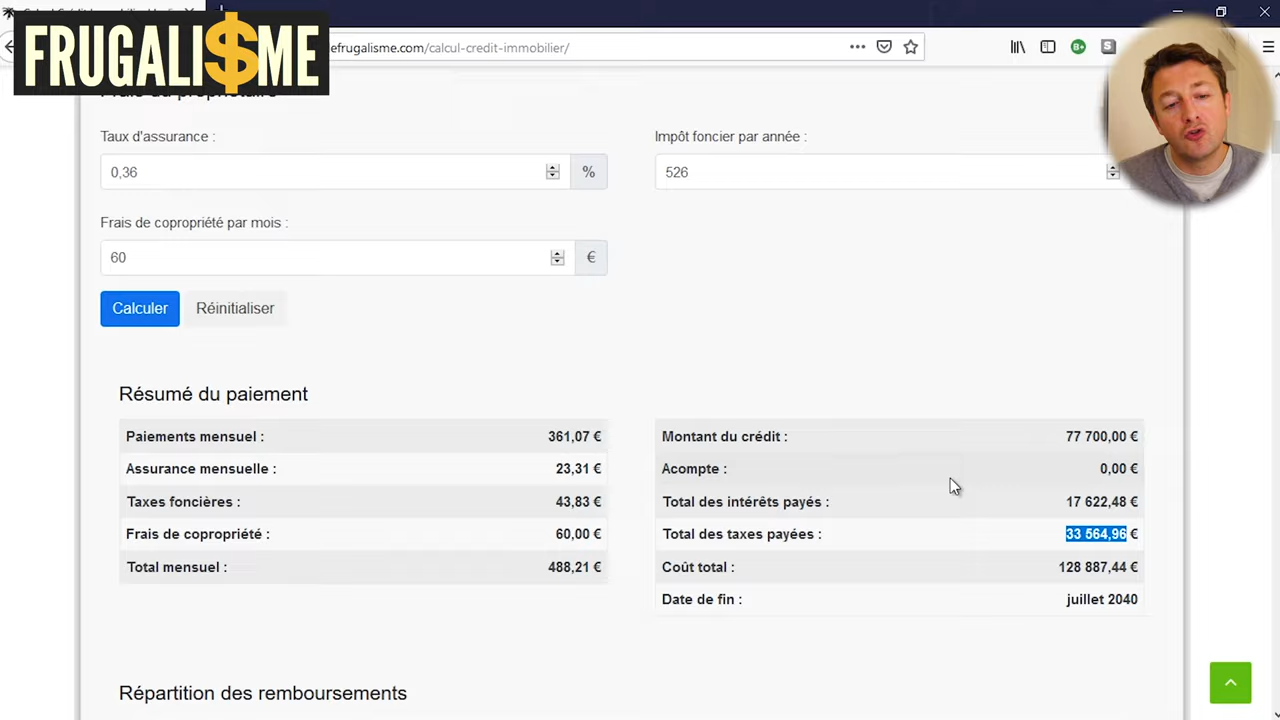 FRUGALI$ME
efrugalisme.com/calcul-credit-immobilier/
Taux d'assurance :
0,36
%
Impôt foncier par année :
526
Frais de copropriété par mois :
60
€
Calculer
Réinitialiser
Résumé du paiement
Paiements mensuel : 361,07 €
Assurance mensuelle : 23,31 €
Taxes foncières : 43,83 €
Frais de copropriété : 60,00 €
Total mensuel : 488,21 €
Montant du crédit : 77 700,00 €
Acompte : 0,00 €
Total des intérêts payés : 17 622,48 €
Total des taxes payées : 33 564,96 €
Coût total : 128 887,44 €
Date de fin : juillet 2040
Répartition des remboursements